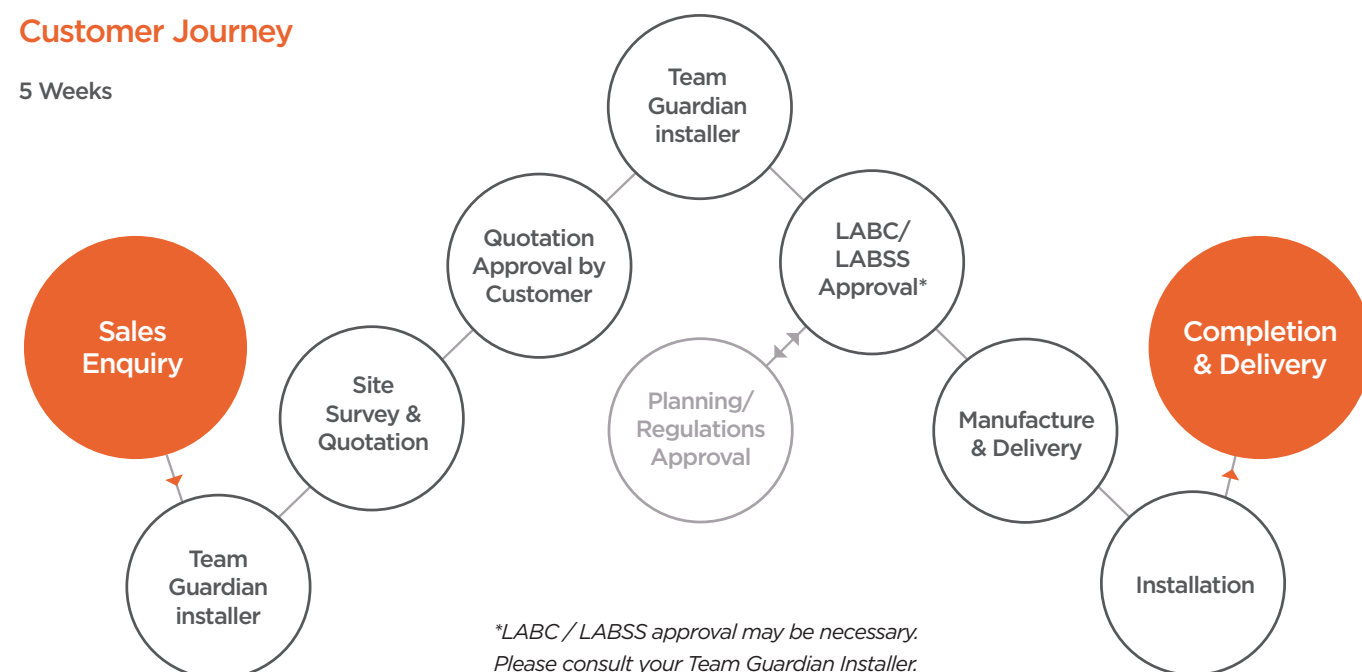 Customer Journey
5 Weeks
Sales
Enquiry
Team
Guardian
installer
Site
Survey &
Quotation
Quotation
Approval by
Customer
Team
Guardian
installer
LABC/
LABSS
Approval*
Planning/
Regulations
Approval
Manufacture
& Delivery
Installation
Completion
& Delivery
*LABC / LABSS approval may be necessary.
Please consult your Team Guardian Installer.